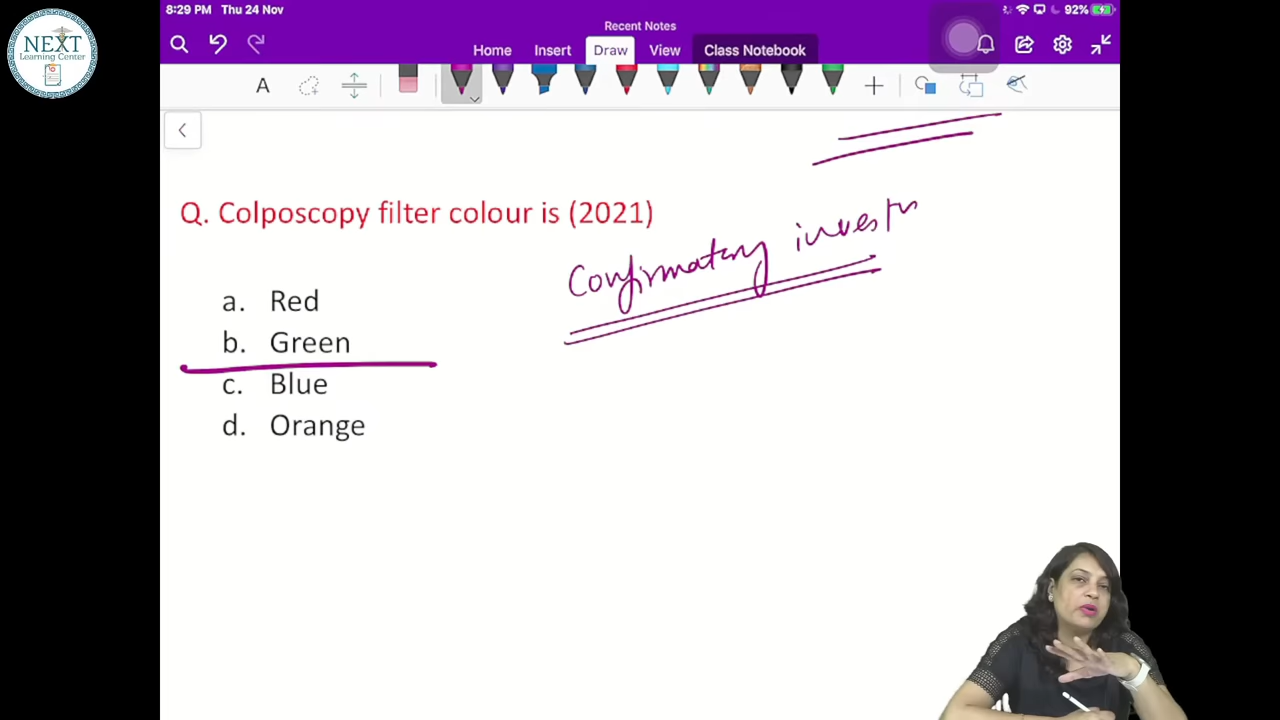 8:29 PM Thu 24 Nov
Recent Notes
92%
NEXT
Learning Center
Home Insert Draw View Class Notebook
A
Q. Colposcopy filter colour is (2021)
Confirmatory
a. Red
b. Green
c. Blue
d. Orange